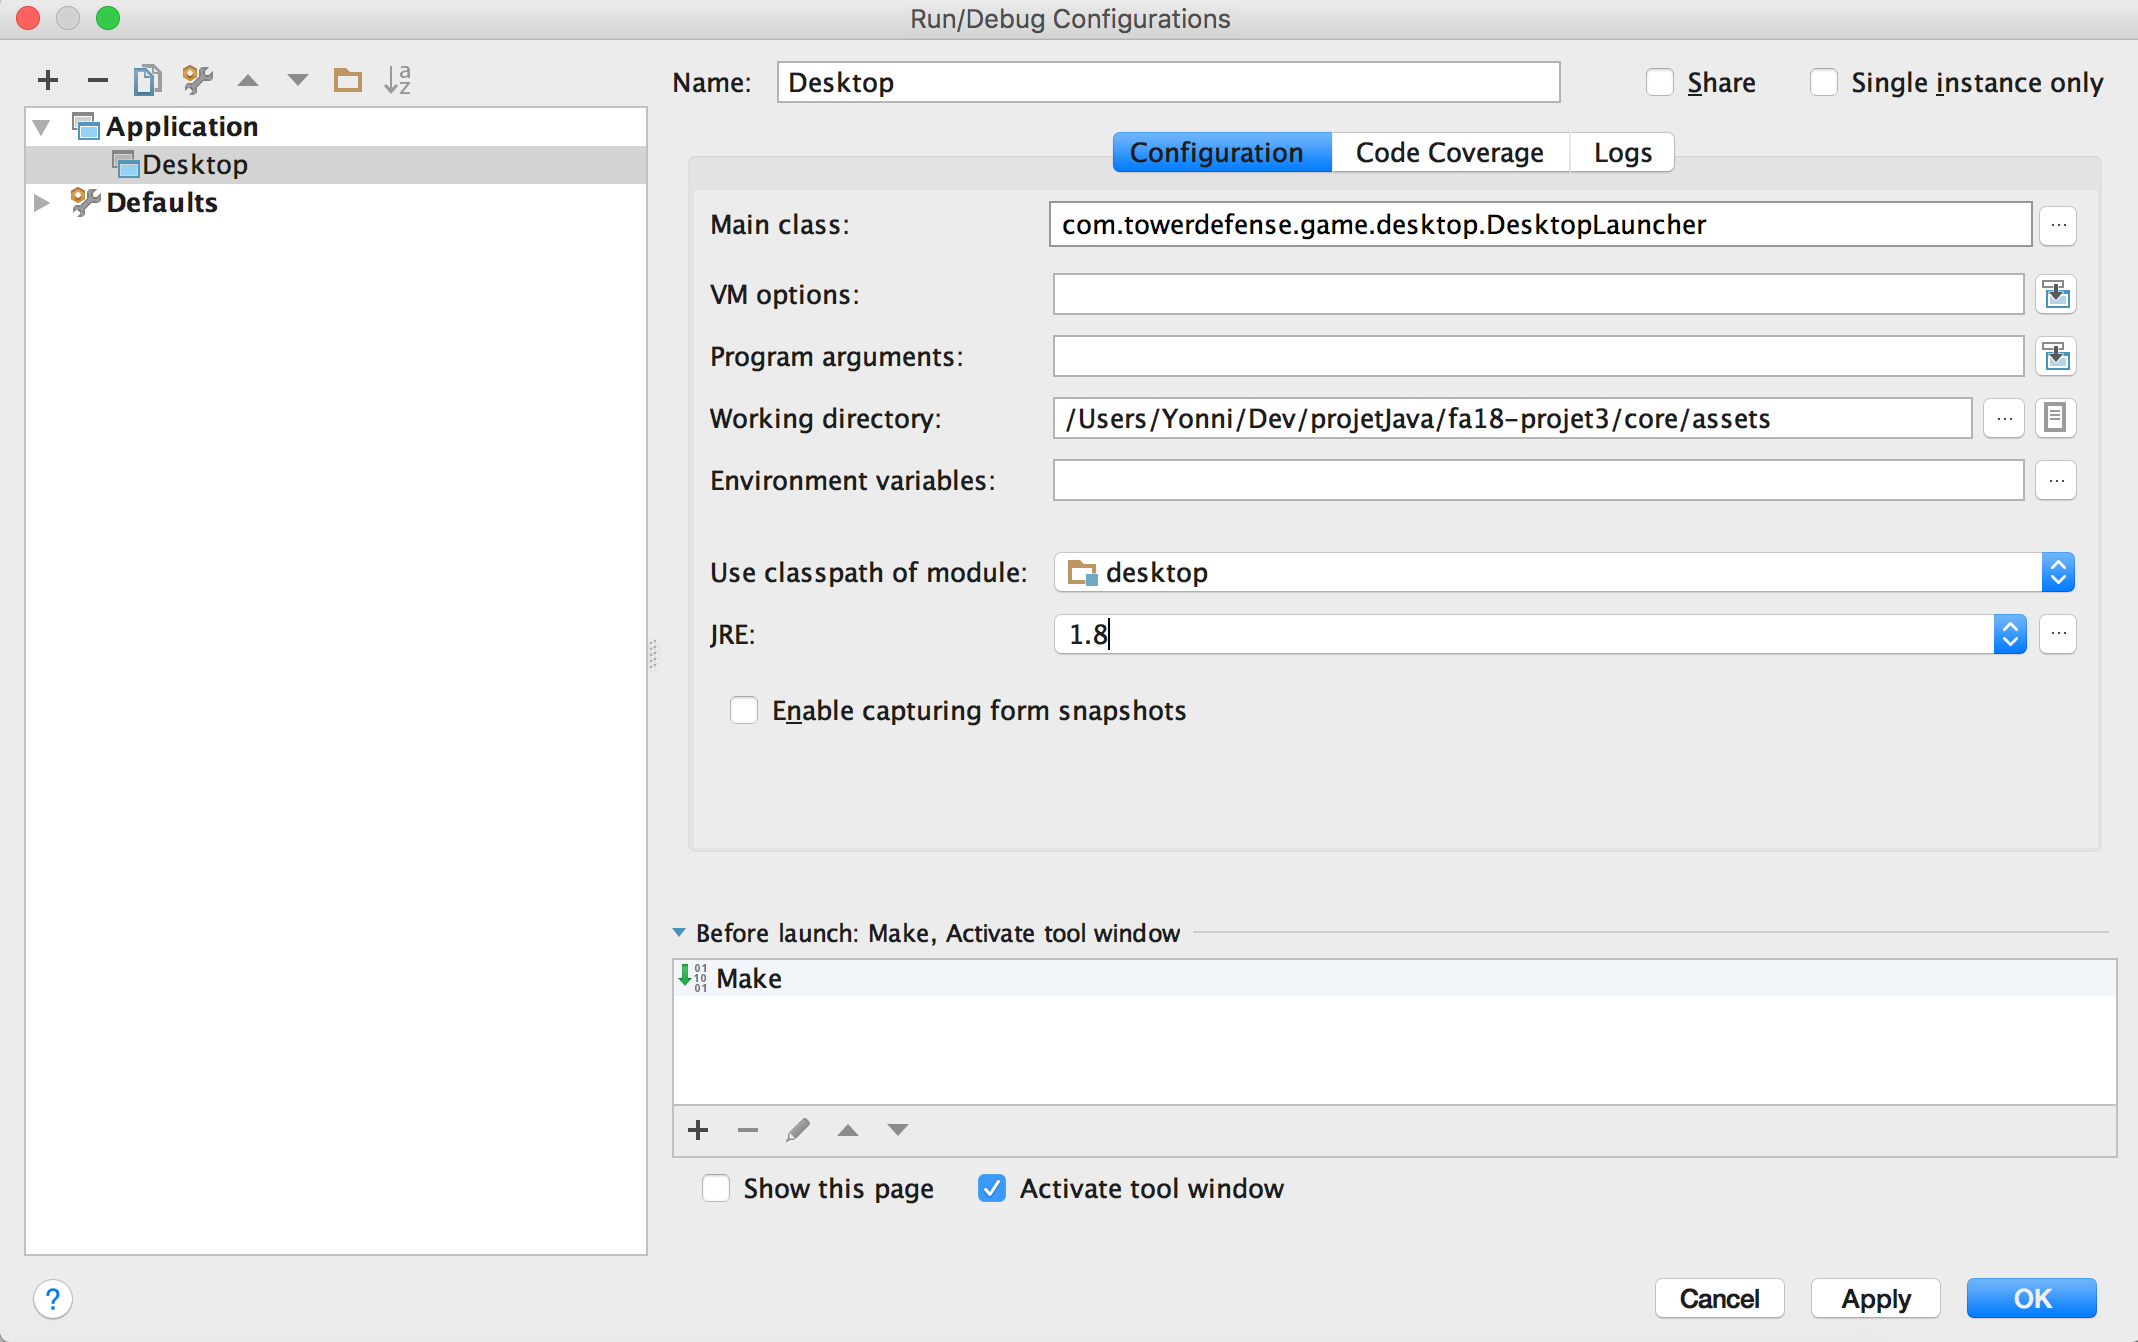 Run/Debug Configurations
Name: Desktop Share Single instance only
Application
Desktop
Defaults
Configuration Code Coverage Logs
Main class: com.towerdefense.game.desktop.DesktopLauncher ...
VM options:
Program arguments:
Working directory: /Users/Yonni/Dev/projetJava/fa18-projet3/core/assets ...
Environment variables: ...
Use classpath of module: desktop
JRE: 1.8 ...
Enable capturing form snapshots
Before launch: Make, Activate tool window
Make
Show this page Activate tool window
? Cancel Apply OK